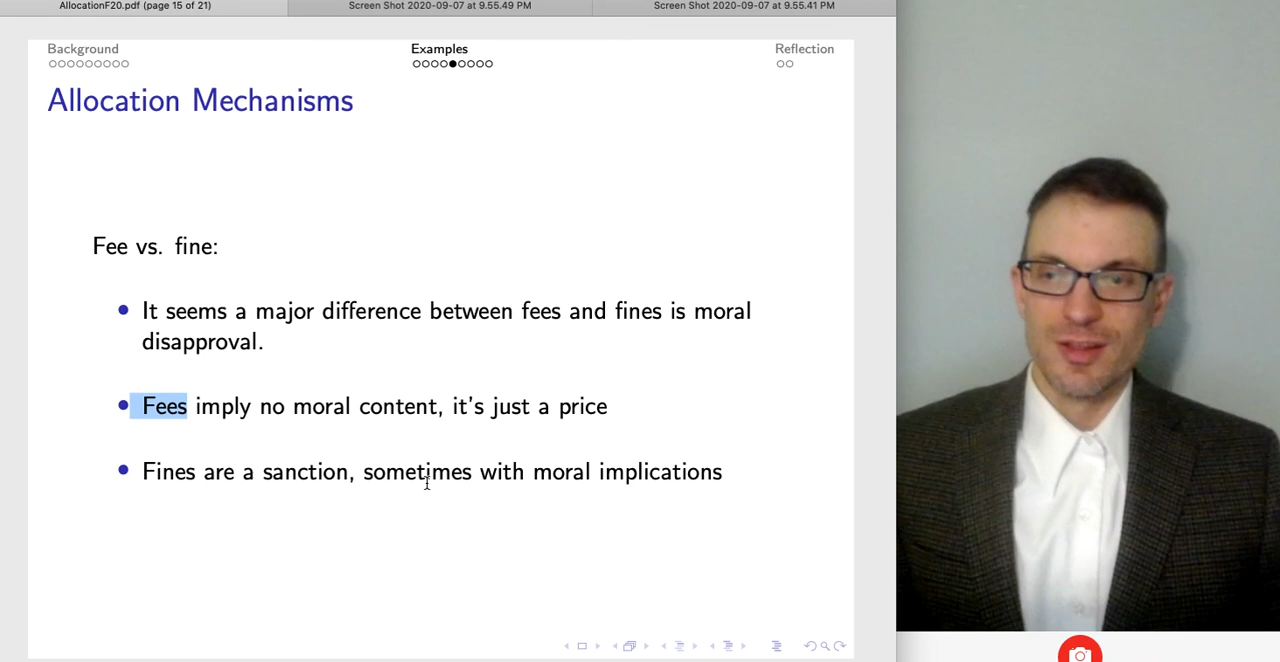 AllocationF20.pdf (page 15 of 21) Screen Shot 2020-09-07 at 9.55.49 PM Screen Shot 2020-09-07 at 9.55.41 PM
Background Examples Reflection
Allocation Mechanisms
Fee vs. fine:
It seems a major difference between fees and fines is moral
disapproval.
Fees imply no moral content, it's just a price
Fines are a sanction, sometimes with moral implications